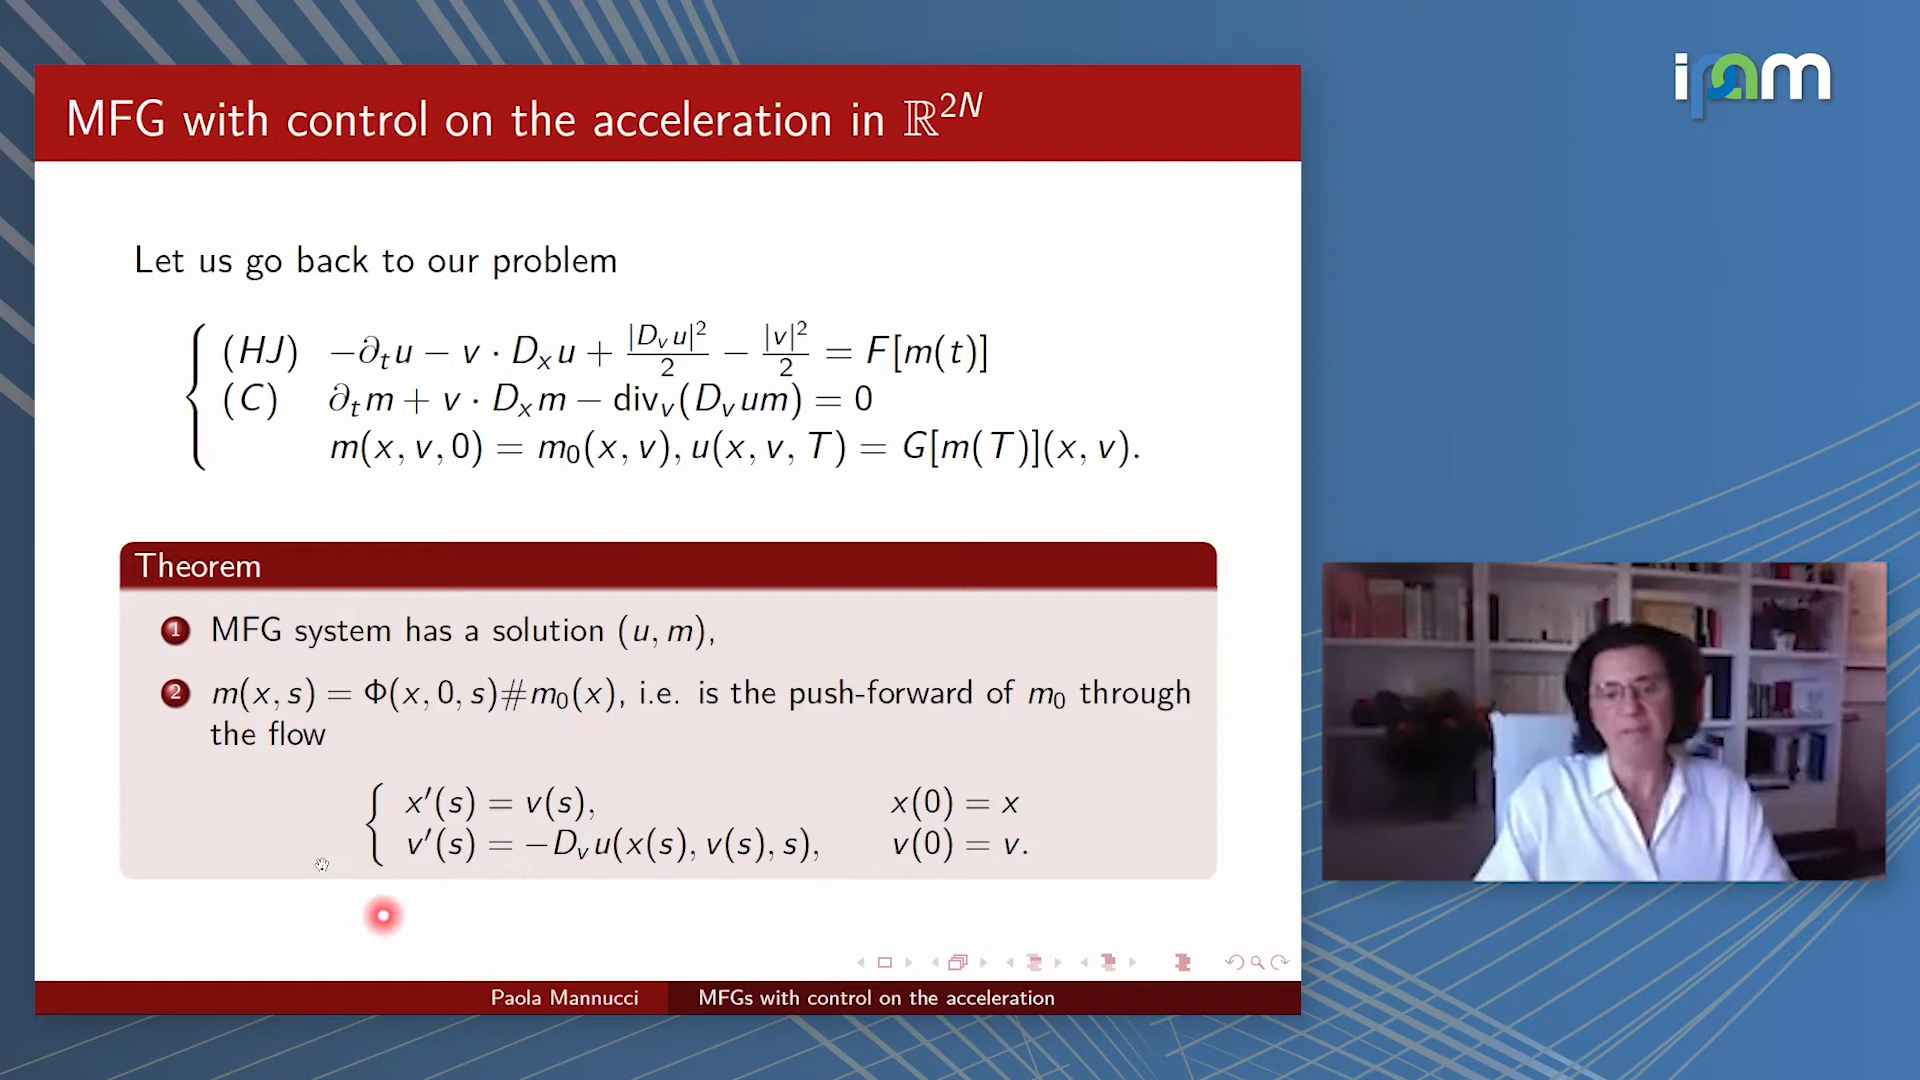 ipam
MFG with control on the acceleration in ℝ^{2N}
Let us go back to our problem
(HJ) −∂_t u − v · D_x u + |D_v u|²/2 − |v|²/2 = F[m(t)]
(C) ∂_t m + v · D_x m − div_v(D_v um) = 0
m(x, v, 0) = m_0(x, v), u(x, v, T) = G[m(T)](x, v).
Theorem
1 MFG system has a solution (u, m),
2 m(x, s) = Φ(x, 0, s)#m_0(x), i.e. is the push-forward of m_0 through
the flow
x′(s) = v(s), x(0) = x
v′(s) = −D_v u(x(s), v(s), s), v(0) = v.
Paola Mannucci MFGs with control on the acceleration